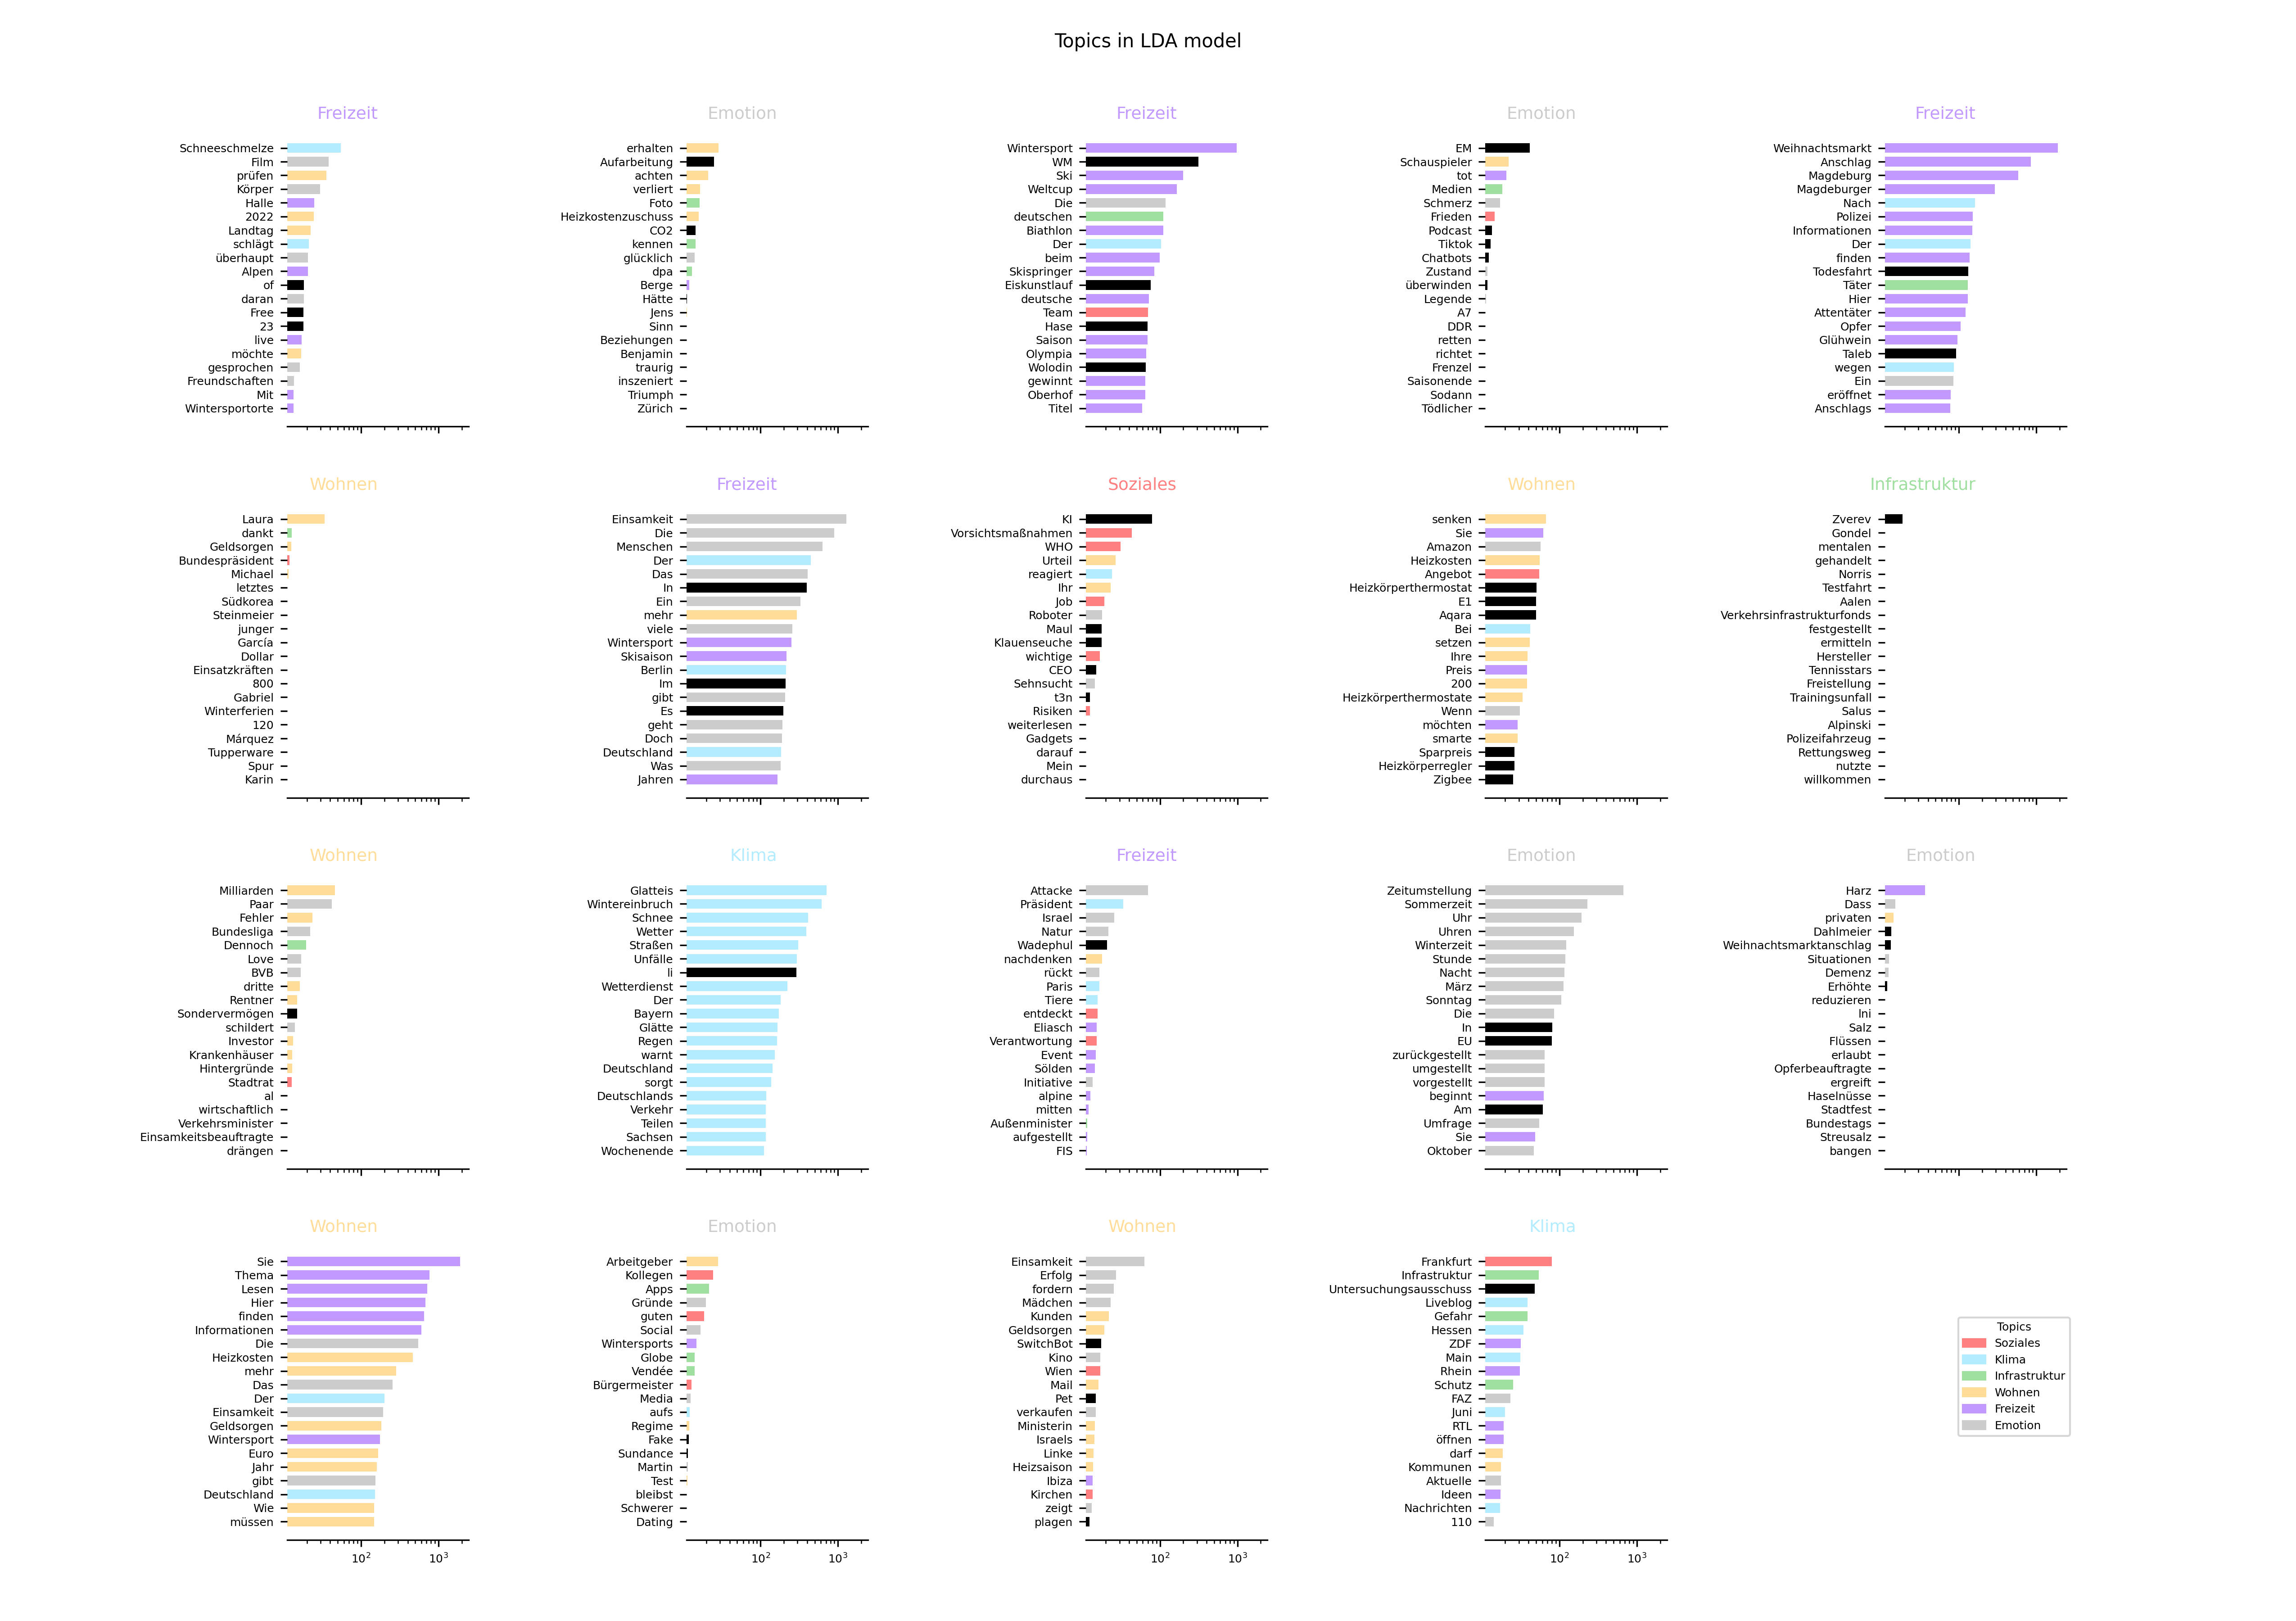 Topics in LDA model
Freizeit
Schneeschmelze
Film
prüfen
Körper
Halle
2022
Landtag
schlägt
überhaupt
Alpen
of
daran
Free
23
live
möchte
gesprochen
Freundschaften
Mit
Wintersportorte
Emotion
erhalten
Aufarbeitung
achten
verliert
Foto
Heizkostenzuschuss
CO2
kennen
glücklich
dpa
Berge
Hätte
Jens
Sinn
Beziehungen
Benjamin
traurig
inszeniert
Triumph
Zürich
Freizeit
Wintersport
WM
Ski
Weltcup
Die
deutschen
Biathlon
Der
beim
Skispringer
Eiskunstlauf
deutsche
Team
Hase
Saison
Olympia
Wolodin
gewinnt
Oberhof
Titel
Emotion
EM
Schauspieler
tot
Medien
Schmerz
Frieden
Podcast
Tiktok
Chatbots
Zustand
überwinden
Legende
A7
DDR
retten
richtet
Frenzel
Saisonende
Sodann
Tödlicher
Freizeit
Weihnachtsmarkt
Anschlag
Magdeburg
Magdeburger
Nach
Polizei
Informationen
Der
finden
Todesfahrt
Täter
Hier
Attentäter
Opfer
Glühwein
Taleb
wegen
Ein
eröffnet
Anschlags
Wohnen
Laura
dankt
Geldsorgen
Bundespräsident
Michael
letztes
Südkorea
Steinmeier
junger
García
Dollar
Einsatzkräften
800
Gabriel
Winterferien
120
Márquez
Tupperware
Spur
Karin
Freizeit
Einsamkeit
Die
Menschen
Der
Das
In
Ein
mehr
viele
Wintersport
Skisaison
Berlin
Im
gibt
Es
geht
Doch
Deutschland
Was
Jahren
Soziales
KI
Vorsichtsmaßnahmen
WHO
Urteil
reagiert
Ihr
Job
Roboter
Maul
Klauenseuche
wichtige
CEO
Sehnsucht
t3n
Risiken
weiterlesen
Gadgets
darauf
Mein
durchaus
Wohnen
senken
Sie
Amazon
Heizkosten
Angebot
Heizkörperthermostat
E1
Aqara
Bei
setzen
Ihre
Preis
200
Heizkörperthermostate
Wenn
möchten
smarte
Sparpreis
Heizkörperregler
Zigbee
Infrastruktur
Zverev
Gondel
mentalen
gehandelt
Norris
Testfahrt
Aalen
Verkehrsinfrastrukturfonds
festgestellt
ermitteln
Hersteller
Tennisstars
Freistellung
Trainingsunfall
Salus
Alpinski
Polizeifahrzeug
Rettungsweg
nutzte
willkommen
Wohnen
Milliarden
Paar
Fehler
Bundesliga
Dennoch
Love
BVB
dritte
Rentner
Sondervermögen
schildert
Investor
Krankenhäuser
Hintergründe
Stadtrat
al
wirtschaftlich
Verkehrsminister
Einsamkeitsbeauftragte
drängen
Klima
Glatteis
Wintereinbruch
Schnee
Wetter
Straßen
Unfälle
li
Wetterdienst
Der
Bayern
Glätte
Regen
warnt
Deutschland
sorgt
Deutschlands
Verkehr
Teilen
Sachsen
Wochenende
Freizeit
Attacke
Präsident
Israel
Natur
Wadephul
nachdenken
rückt
Paris
Tiere
entdeckt
Eliasch
Verantwortung
Event
Sölden
Initiative
alpine
mitten
Außenminister
aufgestellt
FIS
Emotion
Zeitumstellung
Sommerzeit
Uhr
Uhren
Winterzeit
Stunde
Nacht
März
Sonntag
Die
In
EU
zurückgestellt
umgestellt
vorgestellt
beginnt
Am
Umfrage
Sie
Oktober
Emotion
Harz
Dass
privaten
Dahlmeier
Weihnachtsmarktanschlag
Situationen
Demenz
Erhöhte
reduzieren
Ini
Salz
Flüssen
erlaubt
Opferbeauftragte
ergreift
Haselnüsse
Stadtfest
Bundestags
Streusalz
bangen
Wohnen
Sie
Thema
Lesen
Hier
finden
Informationen
Die
Heizkosten
mehr
Das
Der
Einsamkeit
Geldsorgen
Wintersport
Euro
Jahr
gibt
Deutschland
Wie
müssen
10² 10³
Emotion
Arbeitgeber
Kollegen
Apps
Gründe
guten
Social
Wintersports
Globe
Vendée
Bürgermeister
Media
aufs
Regime
Fake
Sundance
Martin
Test
bleibst
Schwerer
Dating
10² 10³
Wohnen
Einsamkeit
Erfolg
fordern
Mädchen
Kunden
Geldsorgen
SwitchBot
Kino
Wien
Mail
Pet
verkaufen
Ministerin
Israels
Linke
Heizsaison
Ibiza
Kirchen
zeigt
plagen
10² 10³
Klima
Frankfurt
Infrastruktur
Untersuchungsausschuss
Liveblog
Gefahr
Hessen
ZDF
Main
Rhein
Schutz
FAZ
Juni
RTL
öffnen
darf
Kommunen
Aktuelle
Ideen
Nachrichten
110
10² 10³
Topics
Soziales
Klima
Infrastruktur
Wohnen
Freizeit
Emotion